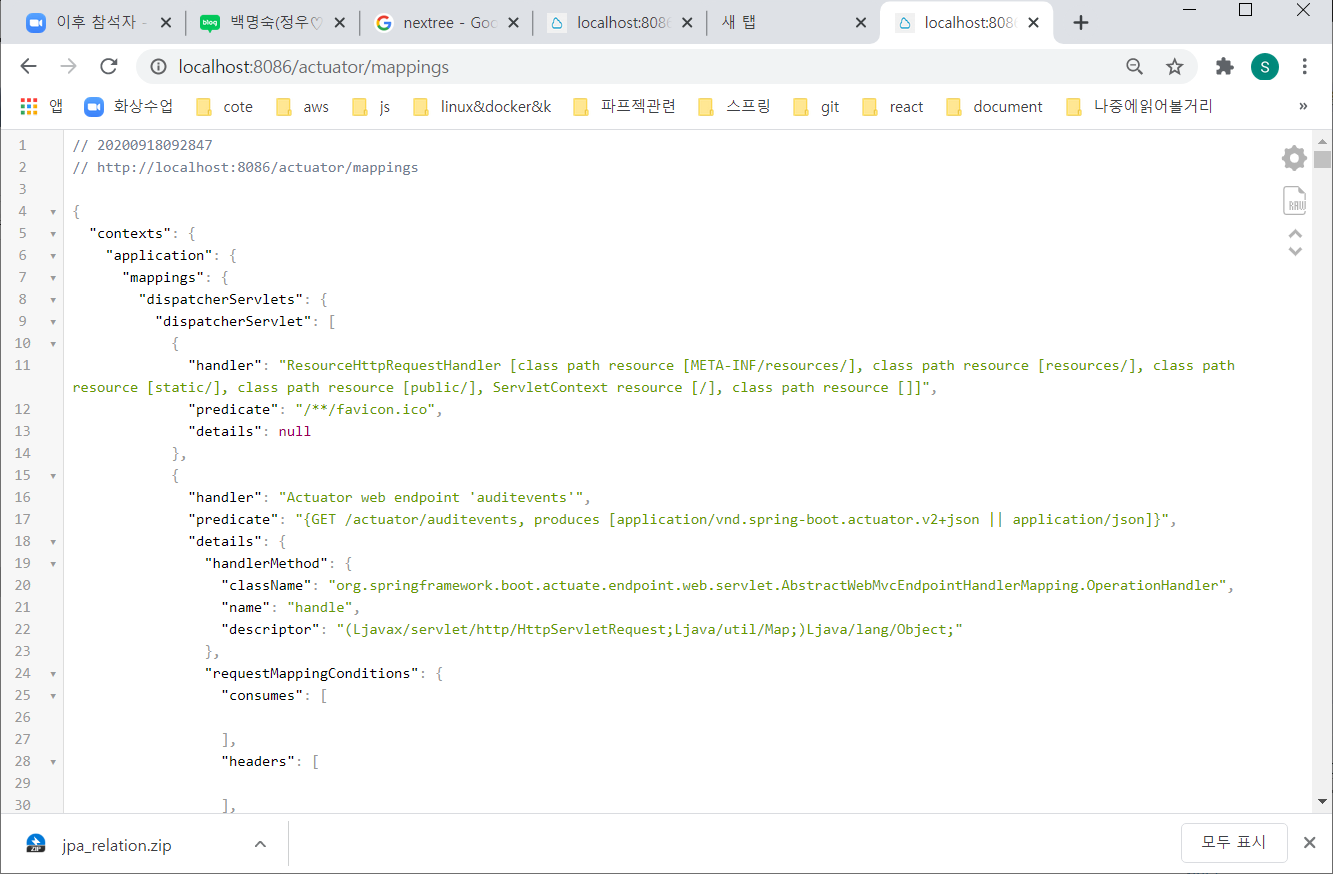 이후 참석자 -
백명숙(정우♡
nextree - Goo
localhost:8086
새 탭
localhost:8086
localhost:8086/actuator/mappings
S
앱
화상수업
cote
aws
js
linux&docker&k
파프젝관련
스프링
git
react
document
나중에읽어볼거리
»
1 // 20200918092847
2 // http://localhost:8086/actuator/mappings
3
4 {
5 "contexts": {
6 "application": {
7 "mappings": {
8 "dispatcherServlets": {
9 "dispatcherServlet": [
10 {
11 "handler": "ResourceHttpRequestHandler [class path resource [META-INF/resources/], class path resource [resources/], class path
resource [static/], class path resource [public/], ServletContext resource [/], class path resource []]",
12 "predicate": "/**/favicon.ico",
13 "details": null
14 },
15 {
16 "handler": "Actuator web endpoint 'auditevents'",
17 "predicate": "{GET /actuator/auditevents, produces [application/vnd.spring-boot.actuator.v2+json || application/json]}",
18 "details": {
19 "handlerMethod": {
20 "className": "org.springframework.boot.actuate.endpoint.web.servlet.AbstractWebMvcEndpointHandlerMapping.OperationHandler",
21 "name": "handle",
22 "descriptor": "(Ljavax/servlet/http/HttpServletRequest;Ljava/util/Map;)Ljava/lang/Object;"
23 },
24 "requestMappingConditions": {
25 "consumes": [
26
27 ],
28 "headers": [
29
30 ],
RAW
jpa_relation.zip
모두 표시